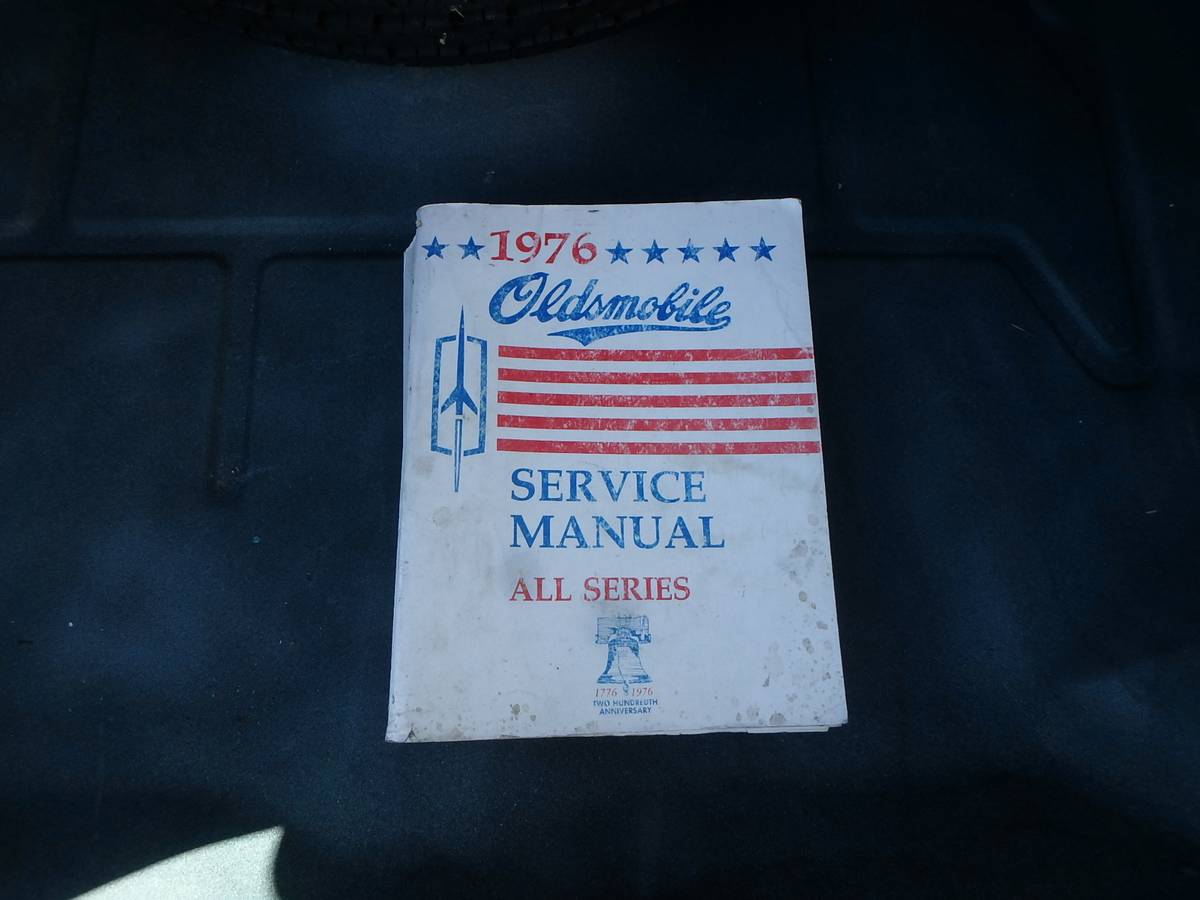 1976
Oldsmobile
SERVICE
MANUAL
ALL SERIES
1776 1976
TWO HUNDREDTH
ANNIVERSARY